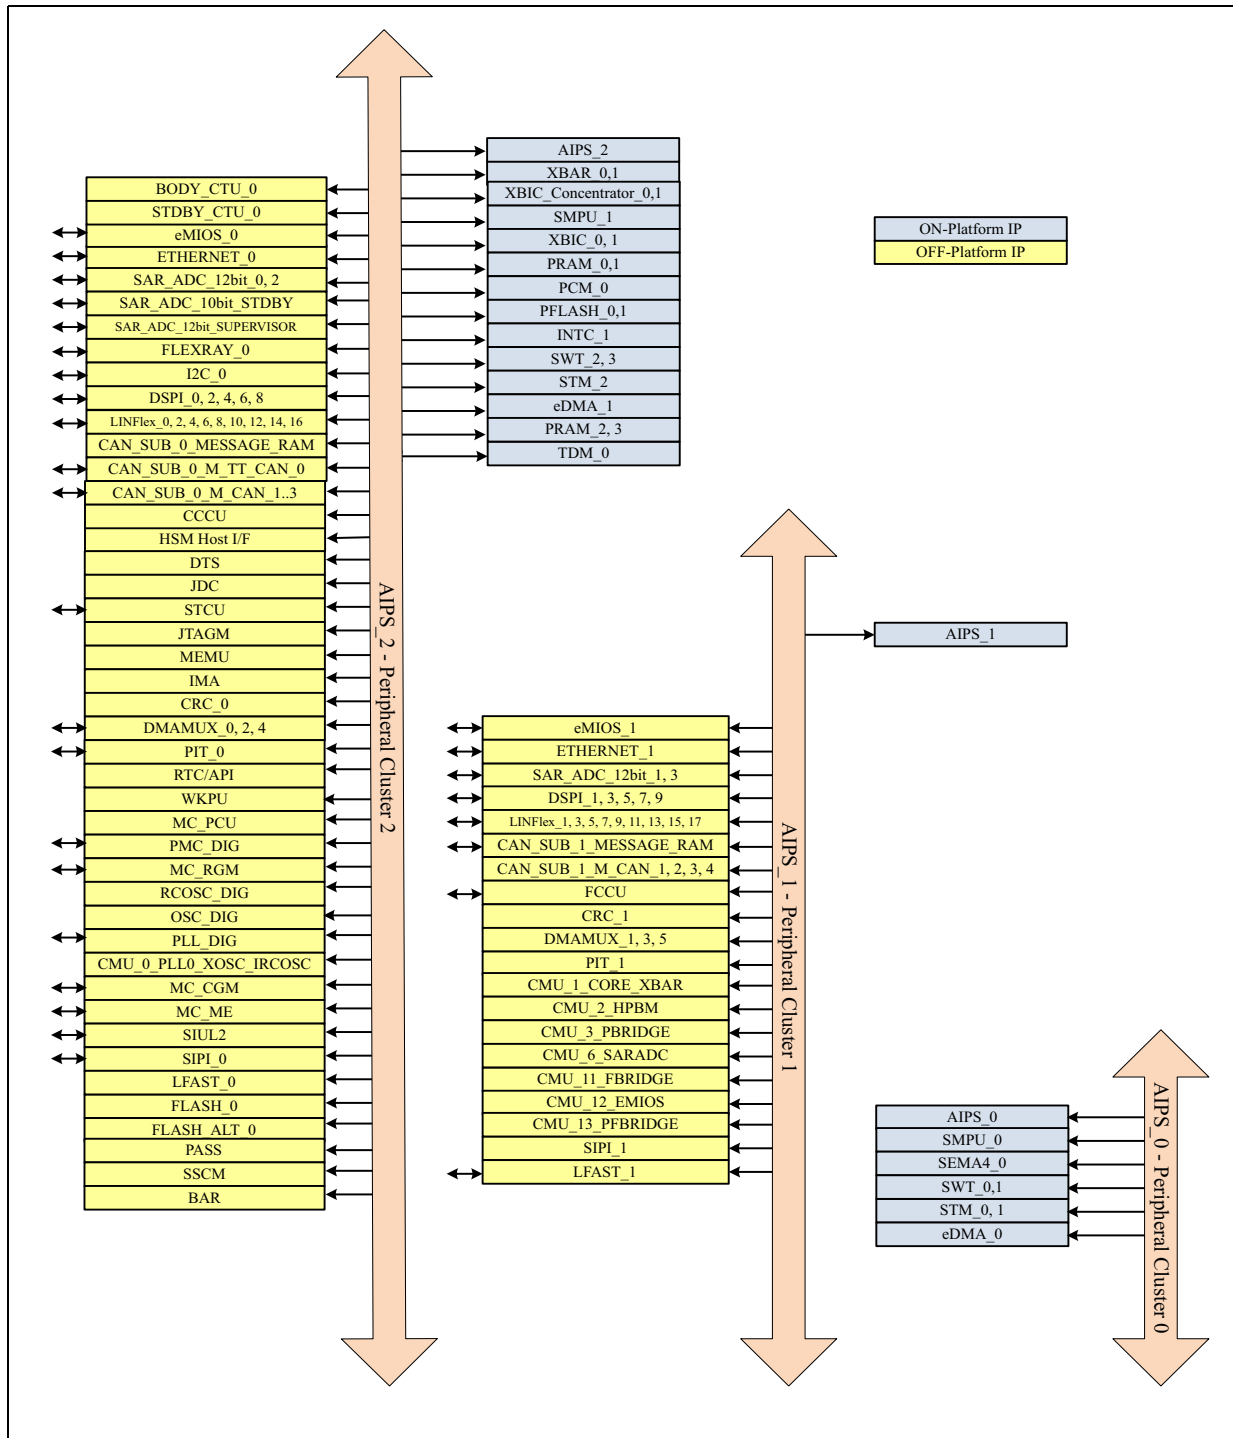 AIPS_2
XBAR_0,1
XBIC_Concentrator_0,1
SMPU_1
XBIC_0, 1
PRAM_0,1
PCM_0
PFLASH_0,1
INTC_1
SWT_2, 3
STM_2
eDMA_1
PRAM_2, 3
TDM_0
BODY_CTU_0
STDBY_CTU_0
eMIOS_0
ETHERNET_0
SAR_ADC_12bit_0, 2
SAR_ADC_10bit_STDBY
SAR_ADC_12bit_SUPERVISOR
FLEXRAY_0
I2C_0
DSPI_0, 2, 4, 6, 8
LINFlex_0, 2, 4, 6, 8, 10, 12, 14, 16
CAN_SUB_0_MESSAGE_RAM
CAN_SUB_0_M_TT_CAN_0
CAN_SUB_0_M_CAN_1..3
CCCU
HSM Host I/F
DTS
JDC
STCU
JTAGM
MEMU
IMA
CRC_0
DMAMUX_0, 2, 4
PIT_0
RTC/API
WKPU
MC_PCU
PMC_DIG
MC_RGM
RCOSC_DIG
OSC_DIG
PLL_DIG
CMU_0_PLL0_XOSC_IRCOSC
MC_CGM
MC_ME
SIUL2
SIPI_0
LFAST_0
FLASH_0
FLASH_ALT_0
PASS
SSCM
BAR
AIPS_2 - Peripheral Cluster 2
ON-Platform IP
OFF-Platform IP
AIPS_1
eMIOS_1
ETHERNET_1
SAR_ADC_12bit_1, 3
DSPI_1, 3, 5, 7, 9
LINFlex_1, 3, 5, 7, 9, 11, 13, 15, 17
CAN_SUB_1_MESSAGE_RAM
CAN_SUB_1_M_CAN_1, 2, 3, 4
FCCU
CRC_1
DMAMUX_1, 3, 5
PIT_1
CMU_1_CORE_XBAR
CMU_2_HPBM
CMU_3_PBRIDGE
CMU_6_SARADC
CMU_11_FBRIDGE
CMU_12_EMIOS
CMU_13_PFBRIDGE
SIPI_1
LFAST_1
AIPS_1 - Peripheral Cluster 1
AIPS_0
SMPU_0
SEMA4_0
SWT_0,1
STM_0, 1
eDMA_0
AIPS_0 - Peripheral Cluster 0